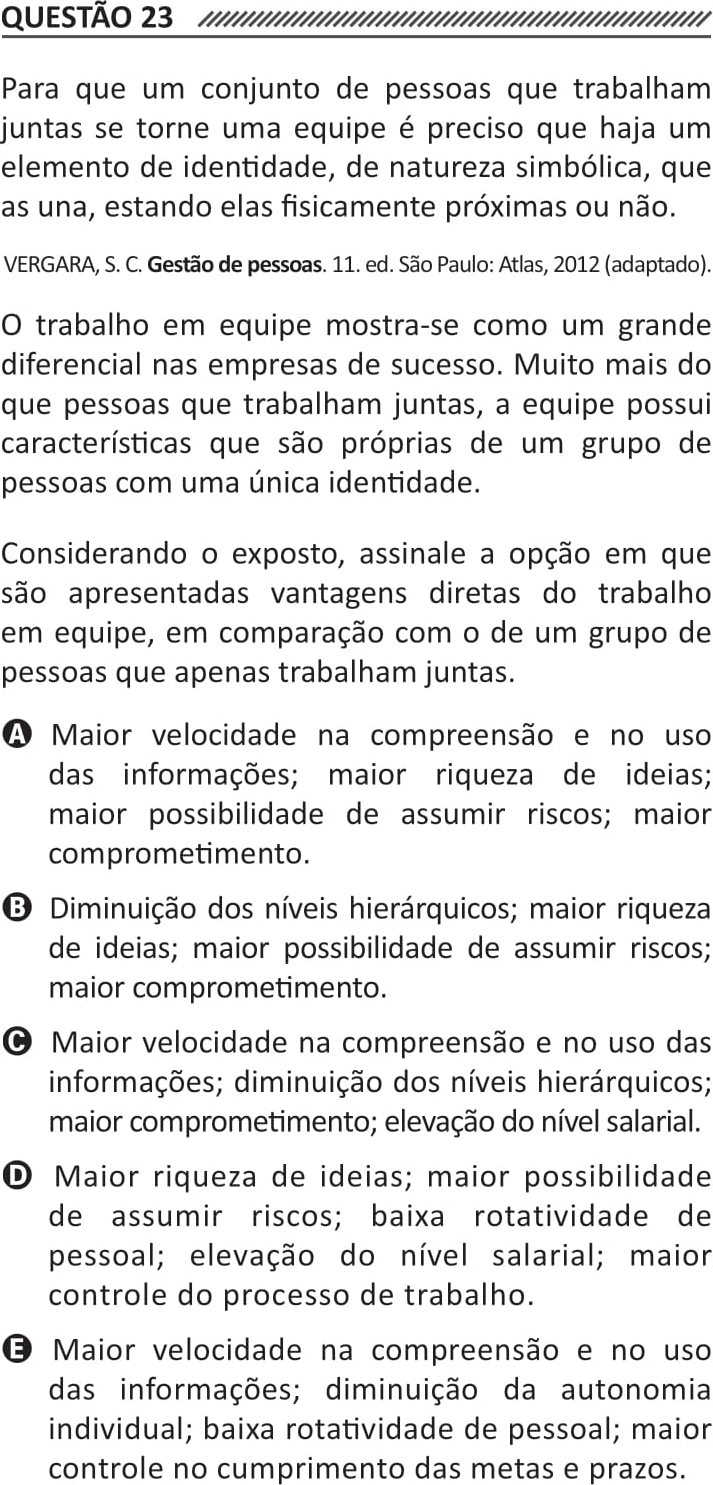 QUESTÃO 23
Para que um conjunto de pessoas que trabalham
juntas se torne uma equipe é preciso que haja um
elemento de identidade, de natureza simbólica, que
as una, estando elas fisicamente próximas ou não.
VERGARA, S. C. Gestão de pessoas. 11. ed. São Paulo: Atlas, 2012 (adaptado).
O trabalho em equipe mostra-se como um grande
diferencial nas empresas de sucesso. Muito mais do
que pessoas que trabalham juntas, a equipe possui
características que são próprias de um grupo de
pessoas com uma única identidade.
Considerando o exposto, assinale a opção em que
são apresentadas vantagens diretas do trabalho
em equipe, em comparação com o de um grupo de
pessoas que apenas trabalham juntas.
A Maior velocidade na compreensão e no uso
das informações; maior riqueza de ideias;
maior possibilidade de assumir riscos; maior
comprometimento.
B Diminuição dos níveis hierárquicos; maior riqueza
de ideias; maior possibilidade de assumir riscos;
maior comprometimento.
C Maior velocidade na compreensão e no uso das
informações; diminuição dos níveis hierárquicos;
maior comprometimento; elevação do nível salarial.
D Maior riqueza de ideias; maior possibilidade
de assumir riscos; baixa rotatividade de
pessoal; elevação do nível salarial; maior
controle do processo de trabalho.
E Maior velocidade na compreensão e no uso
das informações; diminuição da autonomia
individual; baixa rotatividade de pessoal; maior
controle no cumprimento das metas e prazos.